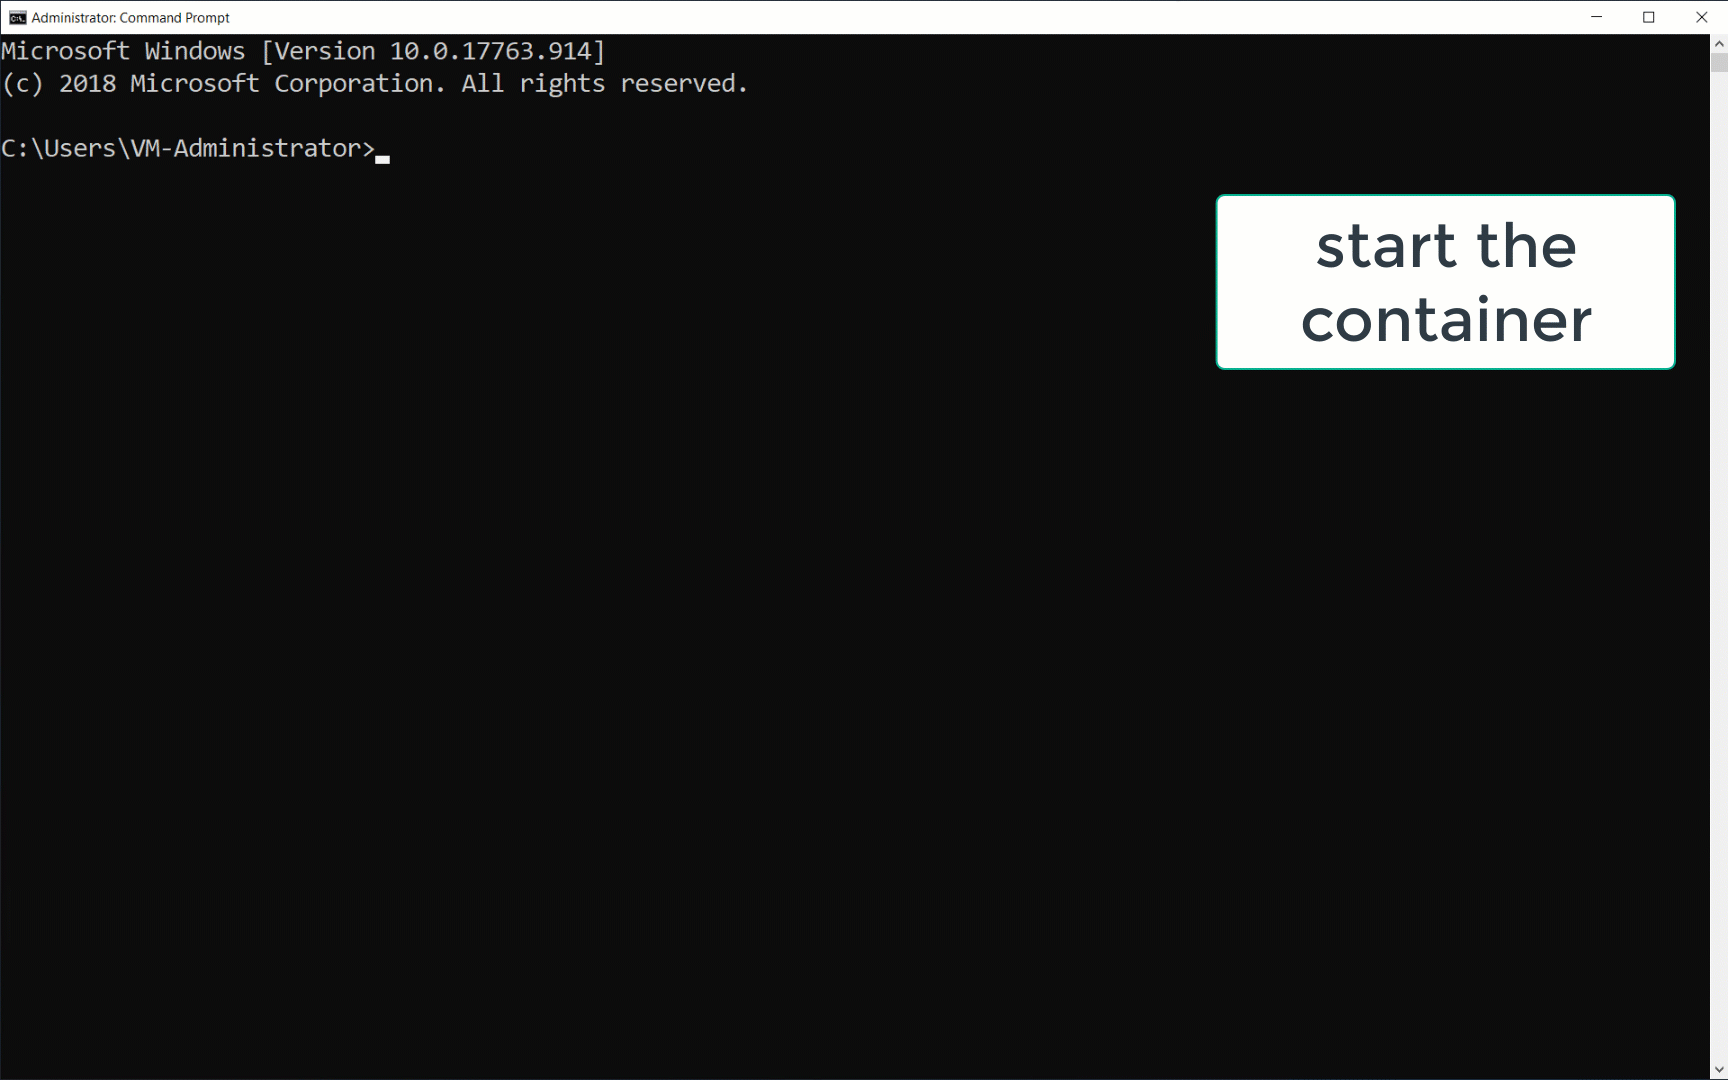 Administrator: Command Prompt
Microsoft Windows [Version 10.0.17763.914]
(c) 2018 Microsoft Corporation. All rights reserved.
C:\Users\VM-Administrator>
start the
container